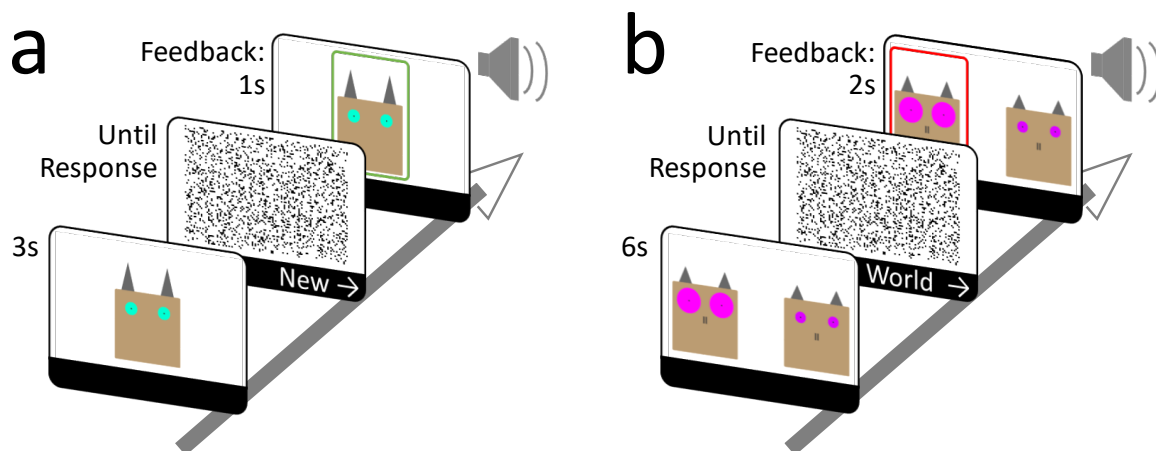 a
Feedback:
1s
Until
Response
New →
3s
b
Feedback:
2s
Until
Response
World →
6s